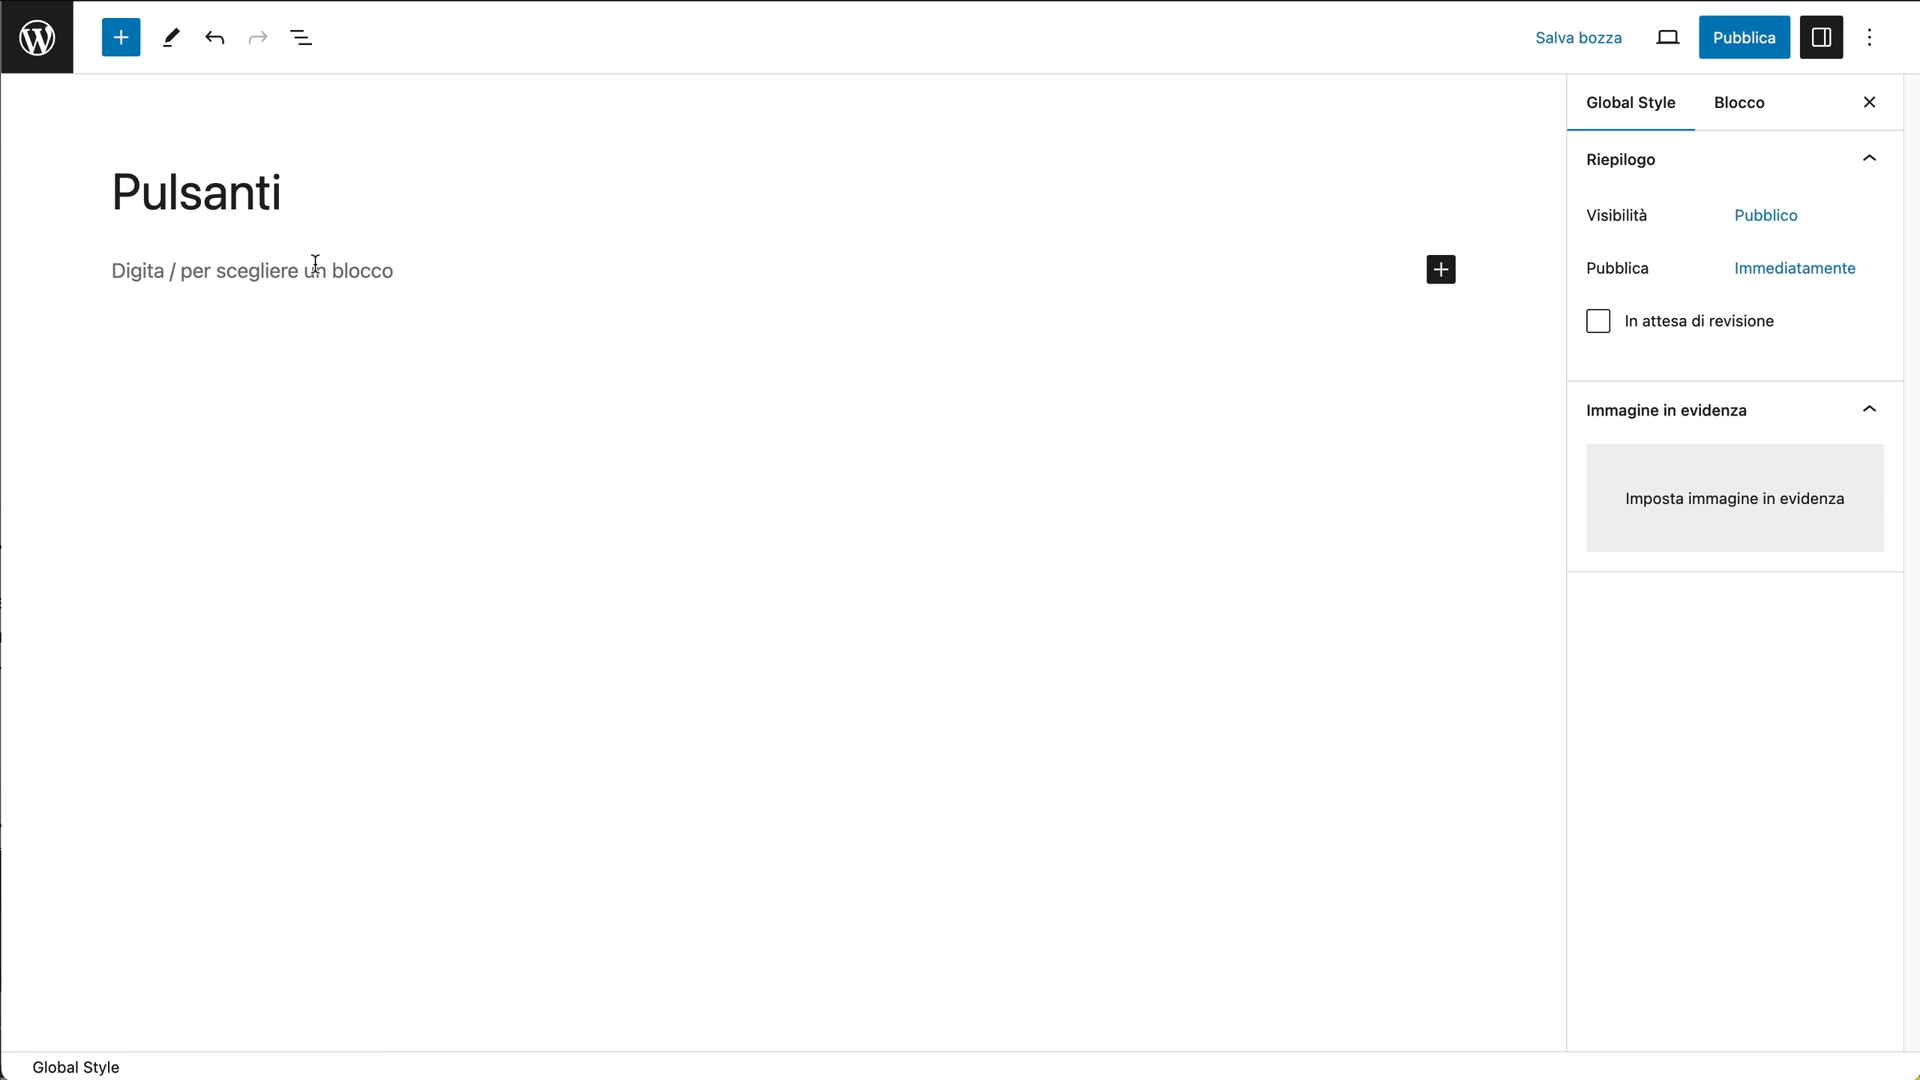 Salva bozza
Pubblica
Global Style
Blocco
Riepilogo
Pulsanti
Visibilità
Pubblico
Digita / per scegliere un blocco
Pubblica
Immediatamente
In attesa di revisione
Immagine in evidenza
Imposta immagine in evidenza
Global Style